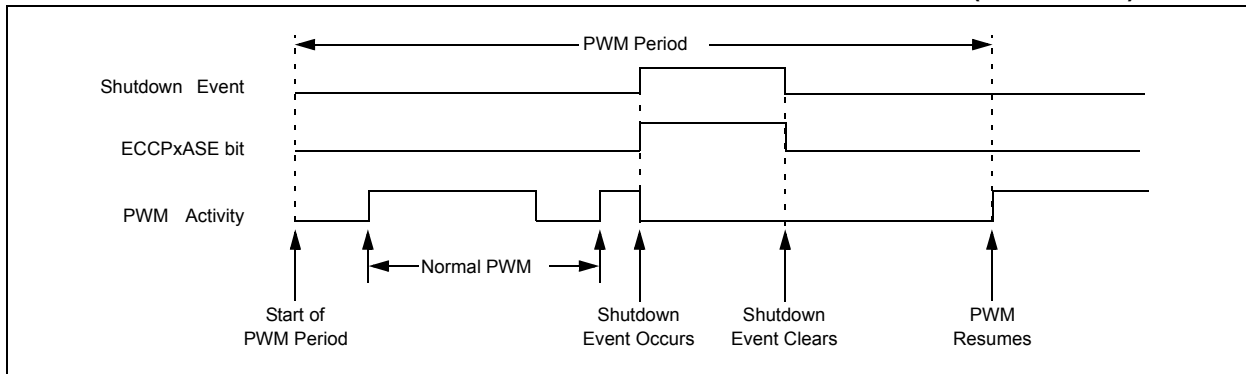 PWM Period
Shutdown Event
ECCPxASE bit
PWM Activity
Normal PWM
Start of
PWM Period
Shutdown
Event Occurs
Shutdown
Event Clears
PWM
Resumes